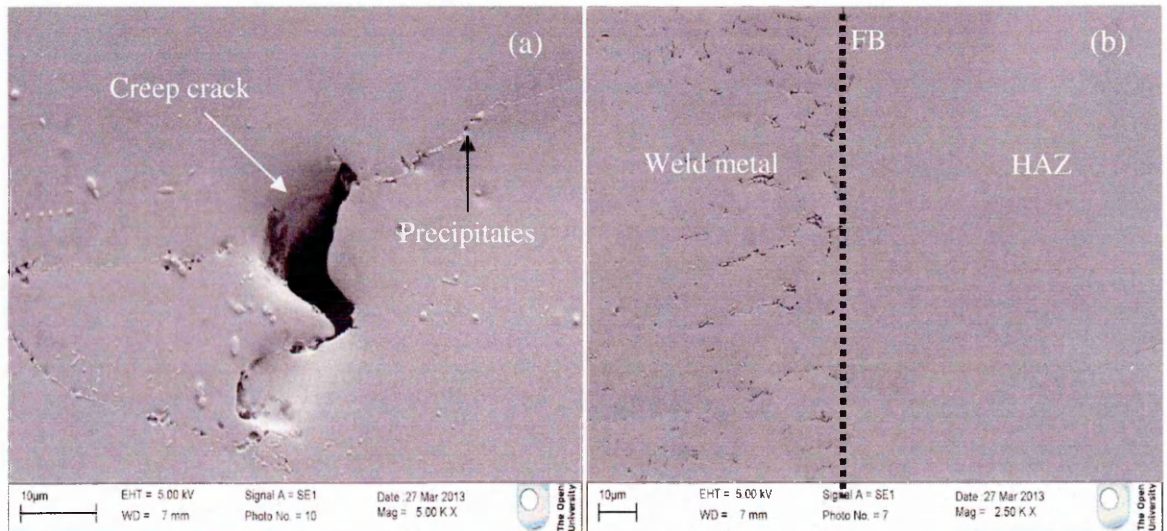 (a)
Creep crack
Precipitates
10µm
EHT = 5.00 kV
Signal A = SE1
Date :27 Mar 2013
WD = 7 mm
Photo No. = 10
Mag = 5.00 K X
The Open
University
FB
(b)
Weld metal
HAZ
10µm
EHT = 5.00 kV
Signal A = SE1
Date :27 Mar 2013
WD = 7 mm
Photo No. = 7
Mag = 2.50 K X
The Open
University